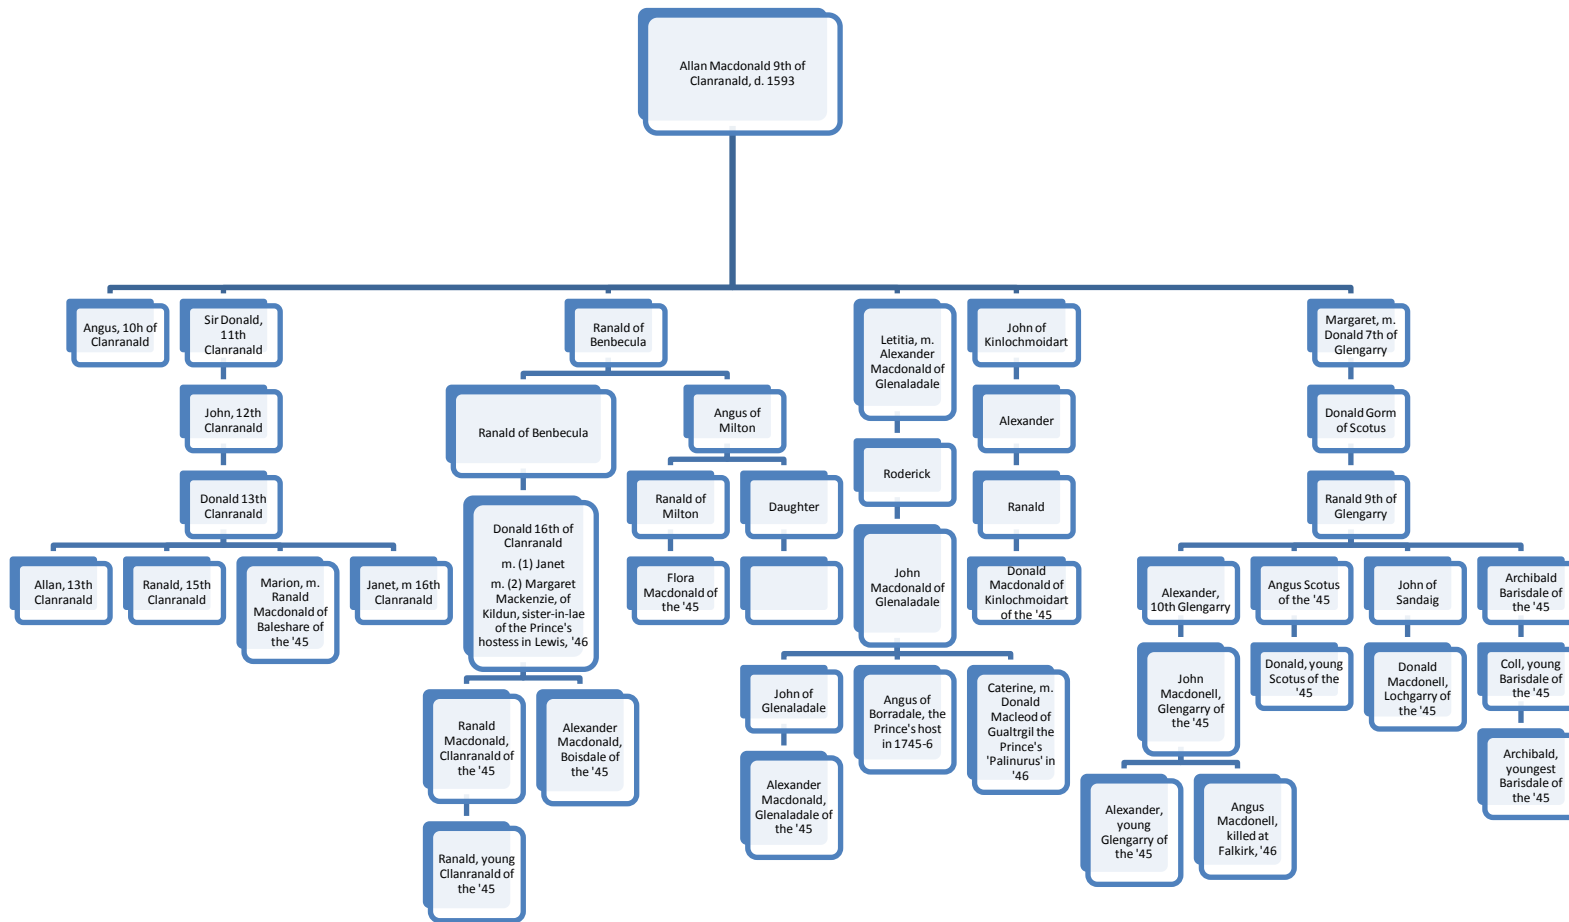 Allan Macdonald 9th of
Clanranald, d. 1593
Angus, 10h of
Clanranald
Sir Donald,
11th
Clanranald
Ranald of
Benbecula
Letitia, m.
Alexander
Macdonald of
Glenaladale
John of
Kinlochmoidart
Margaret, m.
Donald 7th of
Glengarry
John, 12th
Clanranald
Ranald of Benbecula
Angus of
Milton
Alexander
Donald Gorm
of Scotus
Roderick
Donald 13th
Clanranald
Ranald of
Milton
Daughter
Ranald
Ranald 9th of
Glengarry
Donald 16th of
Clanranald
m. (1) Janet
m. (2) Margaret
Mackenzie, of
Kildun, sister-in-lae
of the Prince's
hostess in Lewis, '46
John
Macdonald of
Glenaladale
Allan, 13th
Clanranald
Ranald, 15th
Clanranald
Marion, m.
Ranald
Macdonald of
Baleshare of
the '45
Janet, m 16th
Clanranald
Flora
Macdonald of
the '45
Donald
Macdonald of
Kinlochmoidart
of the '45
Alexander,
10th Glengarry
Angus Scotus
of the '45
John of
Sandaig
Archibald
Barisdale of
the '45
Ranald
Macdonald,
Cllanranald of
the '45
Alexander
Macdonald,
Boisdale of
the '45
John of
Glenaladale
Angus of
Borradale, the
Prince's host
in 1745-6
Caterine, m.
Donald
Macleod of
Gualtrgil the
Prince's
'Palinurus' in
'46
John
Macdonell,
Glengarry of
the '45
Donald, young
Scotus of the
'45
Donald
Macdonell,
Lochgarry of
the '45
Coll, young
Barisdale of
the '45
Ranald, young
Cllanranald of
the '45
Alexander
Macdonald,
Glenaladale of
the '45
Alexander,
young
Glengarry of
the '45
Angus
Macdonell,
killed at
Falkirk, '46
Archibald,
youngest
Barisdale of
the '45